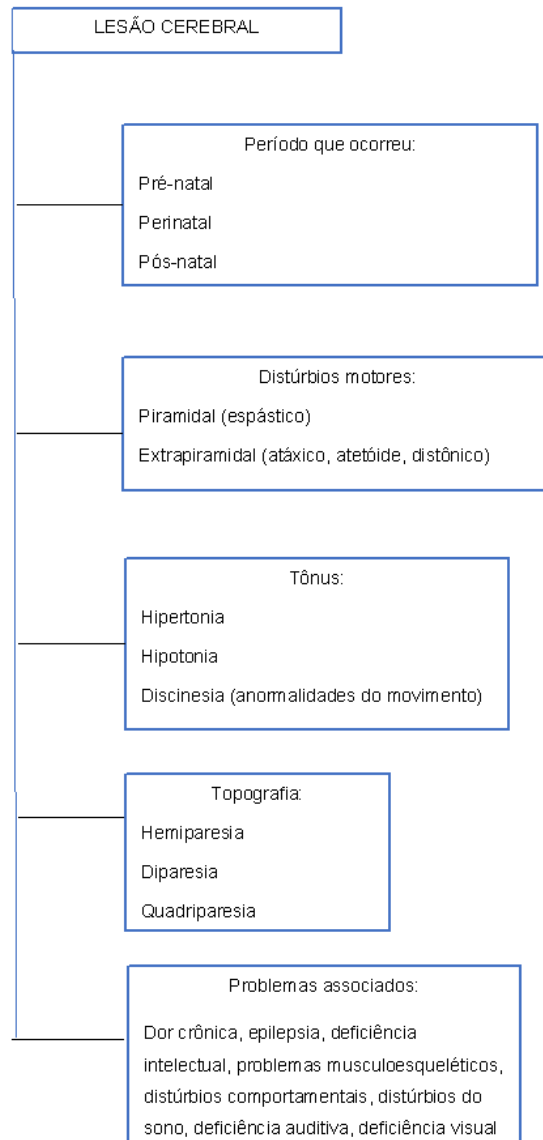 LESÃO CEREBRAL
Período que ocorreu:
Pré-natal
Perinatal
Pós-natal
Distúrbios motores:
Piramidal (espástico)
Extrapiramidal (atáxico, atetóide, distônico)
Tônus:
Hipertonia
Hipotonia
Discinesia (anormalidades do movimento)
Topografia:
Hemiparesia
Diparesia
Quadriparesia
Problemas associados:
Dor crônica, epilepsia, deficiência
intelectual, problemas musculoesqueléticos,
distúrbios comportamentais, distúrbios do
sono, deficiência auditiva, deficiência visual